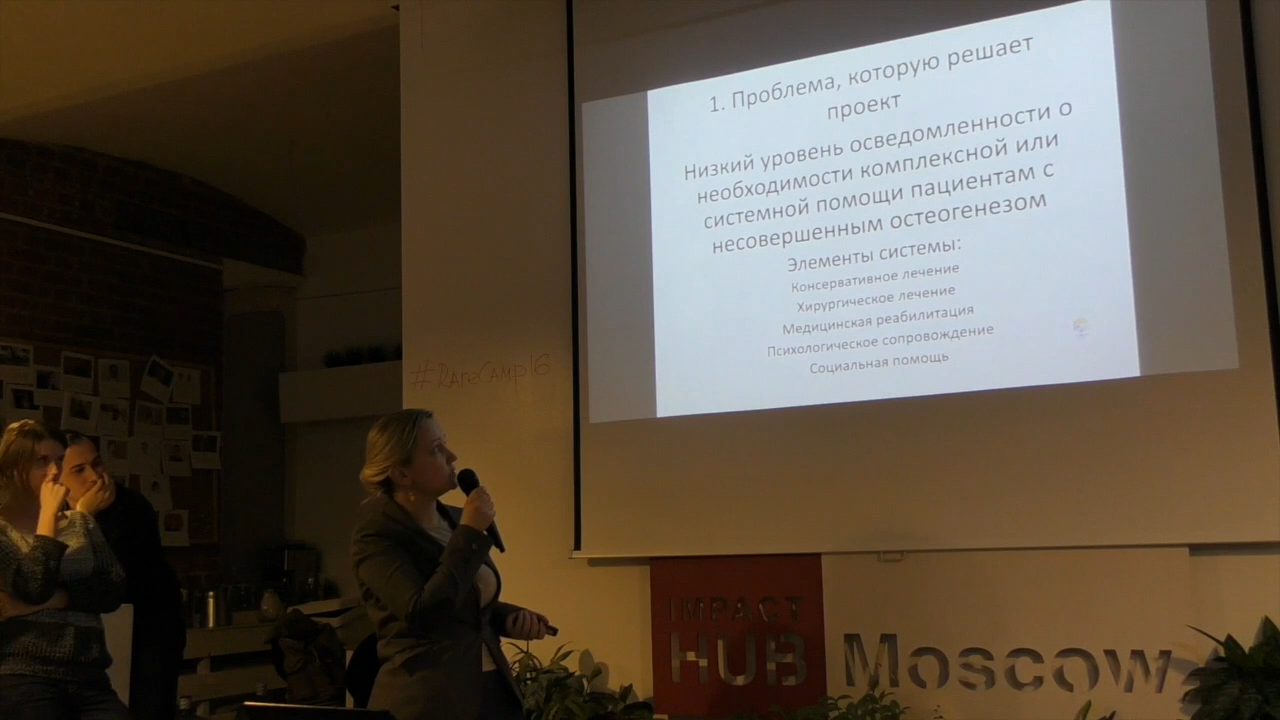 1. Проблема, которую решает
проект
Низкий уровень осведомленности о
необходимости комплексной или
системной помощи пациентам с
несовершенным остеогенезом
Элементы системы:
Консервативное лечение
Хирургическое лечение
Медицинская реабилитация
Психологическое сопровождение
Социальная помощь
#RareCamp16
IMPACT
HUB Moscow